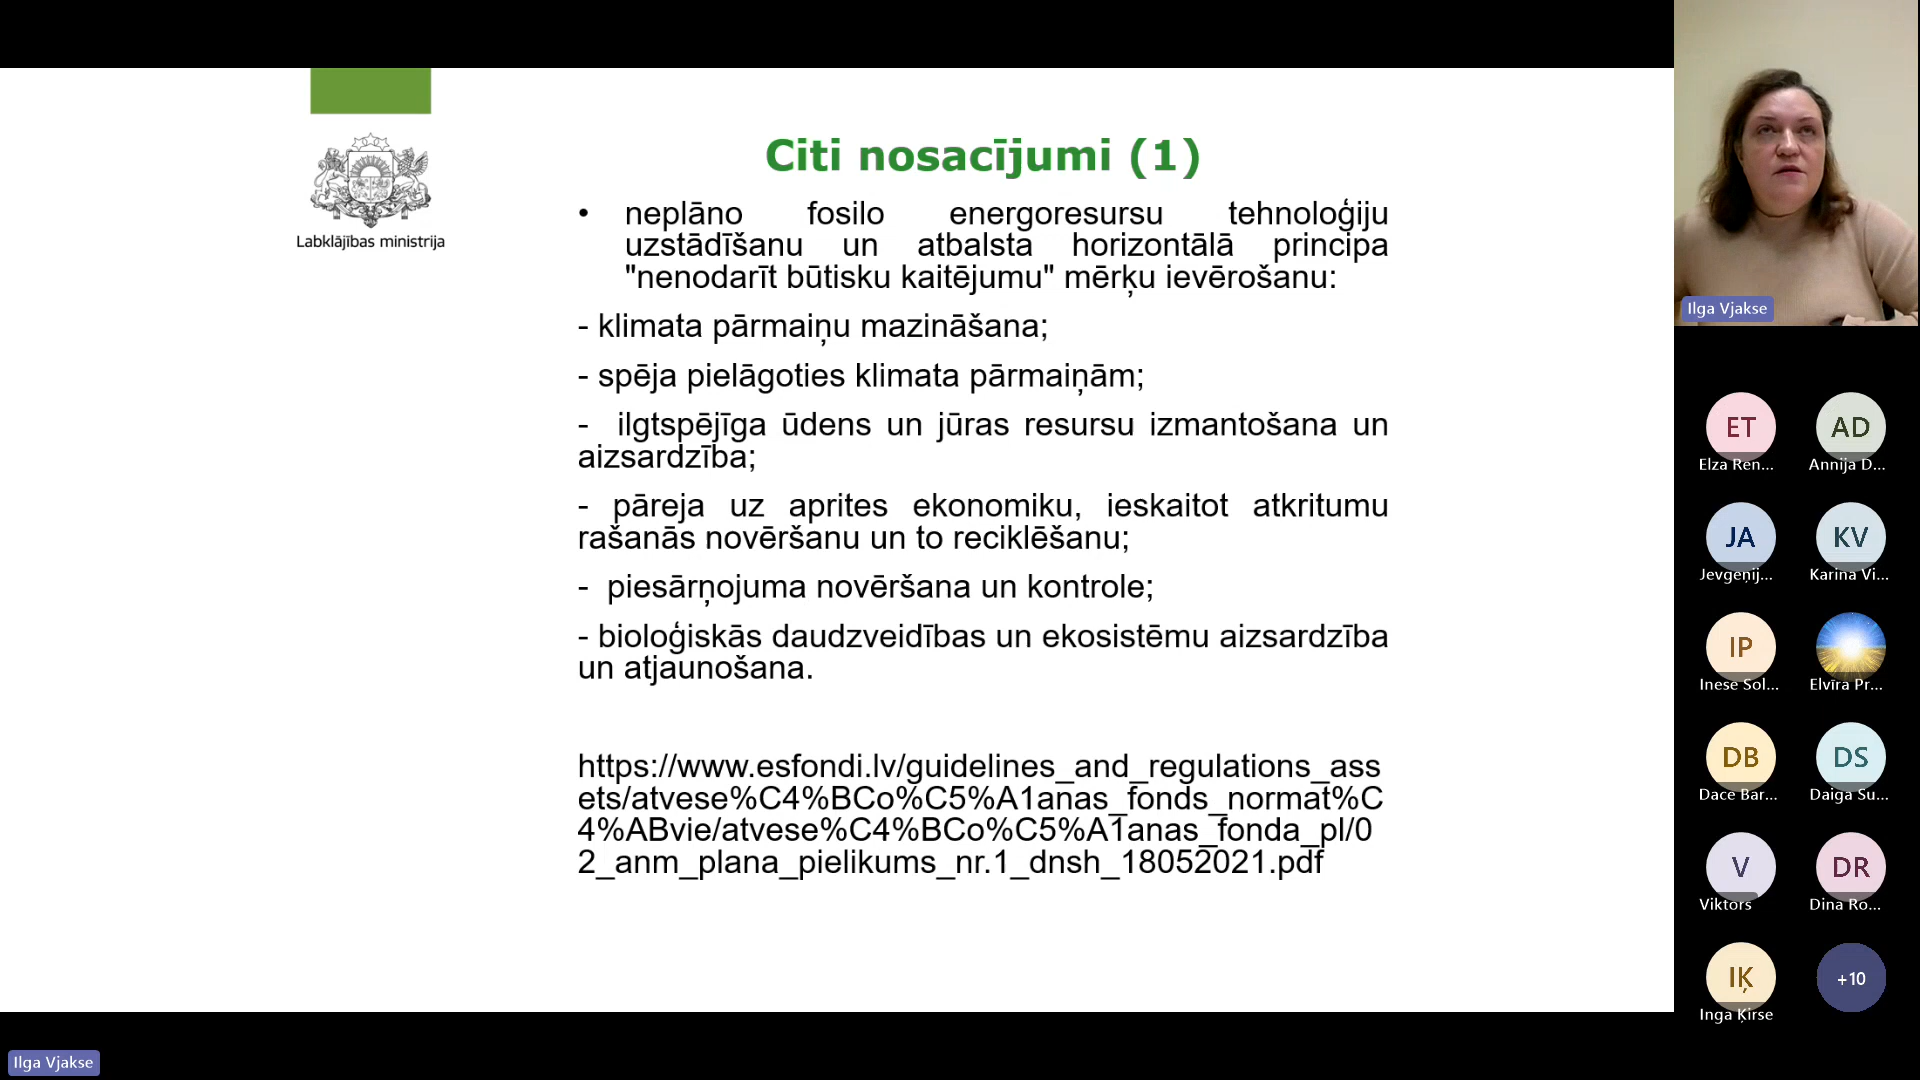 Citi nosacījumi (1)
Labklājības ministrija
• neplāno fosilo energoresursu tehnoloģiju
uzstādīšanu un atbalsta horizontālā principa
"nenodarīt būtisku kaitējumu" mērķu ievērošanu:
- klimata pārmaiņu mazināšana;
- spēja pielāgoties klimata pārmaiņām;
- ilgtspējīga ūdens un jūras resursu izmantošana un
aizsardzība;
- pāreja uz aprites ekonomiku, ieskaitot atkritumu
rašanās novēršanu un to reciklēšanu;
- piesārņojuma novēršana un kontrole;
- bioloģiskās daudzveidības un ekosistēmu aizsardzība
un atjaunošana.
https://www.esfondi.lv/guidelines_and_regulations_ass
ets/atvese%C4%BCo%C5%A1anas_fonds_normat%C
4%ABvie/atvese%C4%BCo%C5%A1anas_fonda_pl/0
2_anm_plana_pielikums_nr.1_dnsh_18052021.pdf
Ilga Vjakse
ET
AD
Elza Ren...
Annija D...
JA
KV
Jevgeņij...
Karina Vi...
IP
Inese Sol...
Elvīra Pr...
DB
DS
Dace Bar...
Daiga Su...
V
DR
Viktors
Dina Ro...
IĶ
+10
Inga Ķirse
Ilga Vjakse